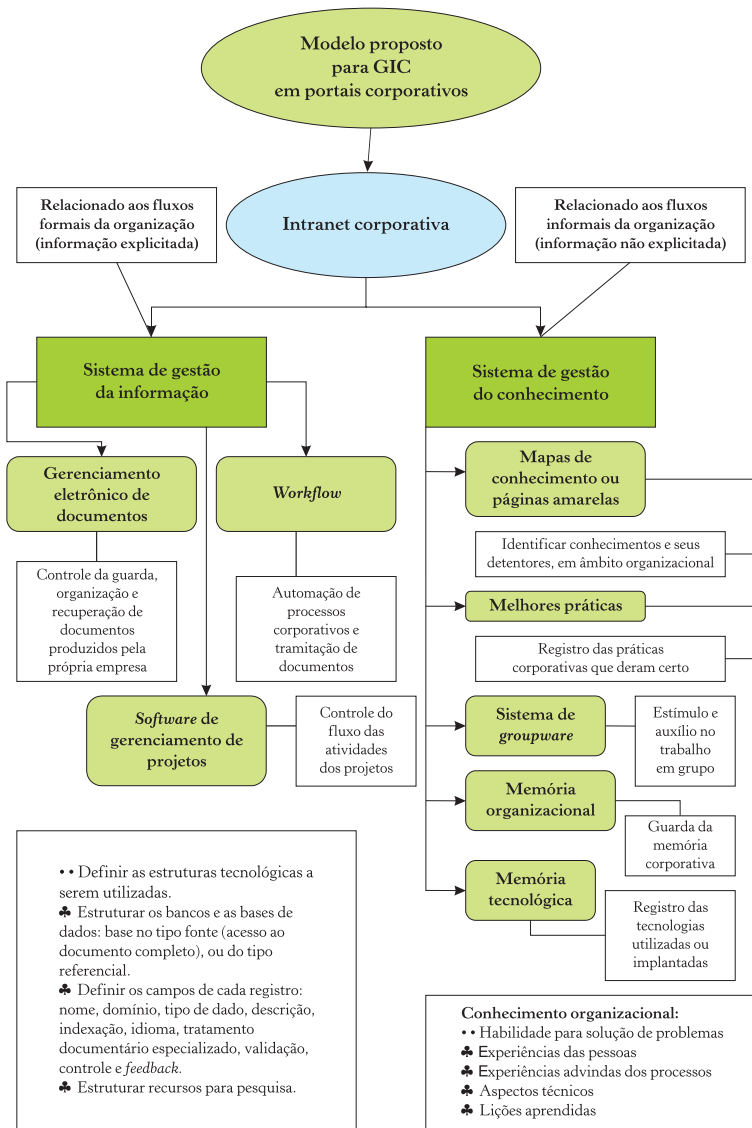 Modelo proposto
para GIC
em portais corporativos
Relacionado aos fluxos
formais da organização
(informação explicitada)
Intranet corporativa
Relacionado aos fluxos
informais da organização
(informação não explicitada)
Sistema de gestão
da informação
Sistema de gestão
do conhecimento
Gerenciamento
eletrônico de
documentos
Workflow
Controle da guarda,
organização e
recuperação de
documentos
produzidos pela
própria empresa
Automação de
processos
corporativos e
tramitação de
documentos
Software de
gerenciamento de
projetos
Controle do
fluxo das
atividades
dos projetos
Mapas de
conhecimento ou
páginas amarelas
Identificar conhecimentos e seus
detentores, em âmbito organizacional
Melhores práticas
Registro das práticas
corporativas que deram certo
Sistema de
groupware
Estímulo e
auxílio no
trabalho
em grupo
Memória
organizacional
Guarda da
memória
corporativa
Memória
tecnológica
Registro das
tecnologias
utilizadas ou
implantadas
•• Definir as estruturas tecnológicas a
serem utilizadas.
♣ Estruturar os bancos e as bases de
dados: base no tipo fonte (acesso ao
documento completo), ou do tipo
referencial.
♣ Definir os campos de cada registro:
nome, domínio, tipo de dado, descrição,
indexação, idioma, tratamento
documentário especializado, validação,
controle e feedback.
♣ Estruturar recursos para pesquisa.
Conhecimento organizacional:
•• Habilidade para solução de problemas
♣ Experiências das pessoas
♣ Experiências advindas dos processos
♣ Aspectos técnicos
♣ Lições aprendidas